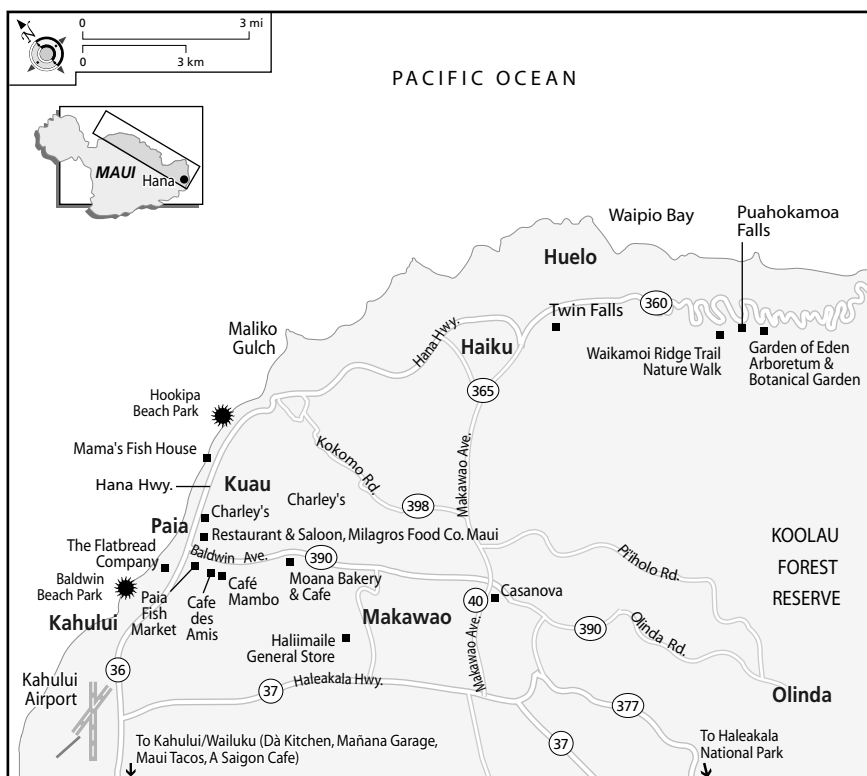 N
0
3 mi
0
3 km
PACIFIC OCEAN
MAUI
Hana
Waipio Bay
Puahokamoa
Falls
Huelo
360
Twin Falls
Maliko
Gulch
Hana Hwy.
Haiku
Waikamoi Ridge Trail
Nature Walk
Garden of Eden
Arboretum &
Botanical Garden
365
Hookipa
Beach Park
Mama's Fish House
Kokomo Rd.
Makawao Ave.
Hana Hwy.
Kuau
Charley's
398
Charley's
Paia
Restaurant & Saloon, Milagros Food Co. Maui
KOOLAU
FOREST
RESERVE
The Flatbread
Company
Baldwin Ave.
390
Pi'iholo Rd.
Baldwin
Beach Park
Paia
Fish
Market
Cafe
des
Amis
Café
Mambo
Moana Bakery
& Cafe
Casanova
40
Kahului
Makawao
390
Olinda Rd.
Haliimaile
General Store
Makawao Ave.
36
Kahului
Airport
37
Haleakala Hwy.
Olinda
377
37
To Kahului/Wailuku (Dà Kitchen, Mañana Garage,
Maui Tacos, A Saigon Cafe)
To Haleakala
National Park